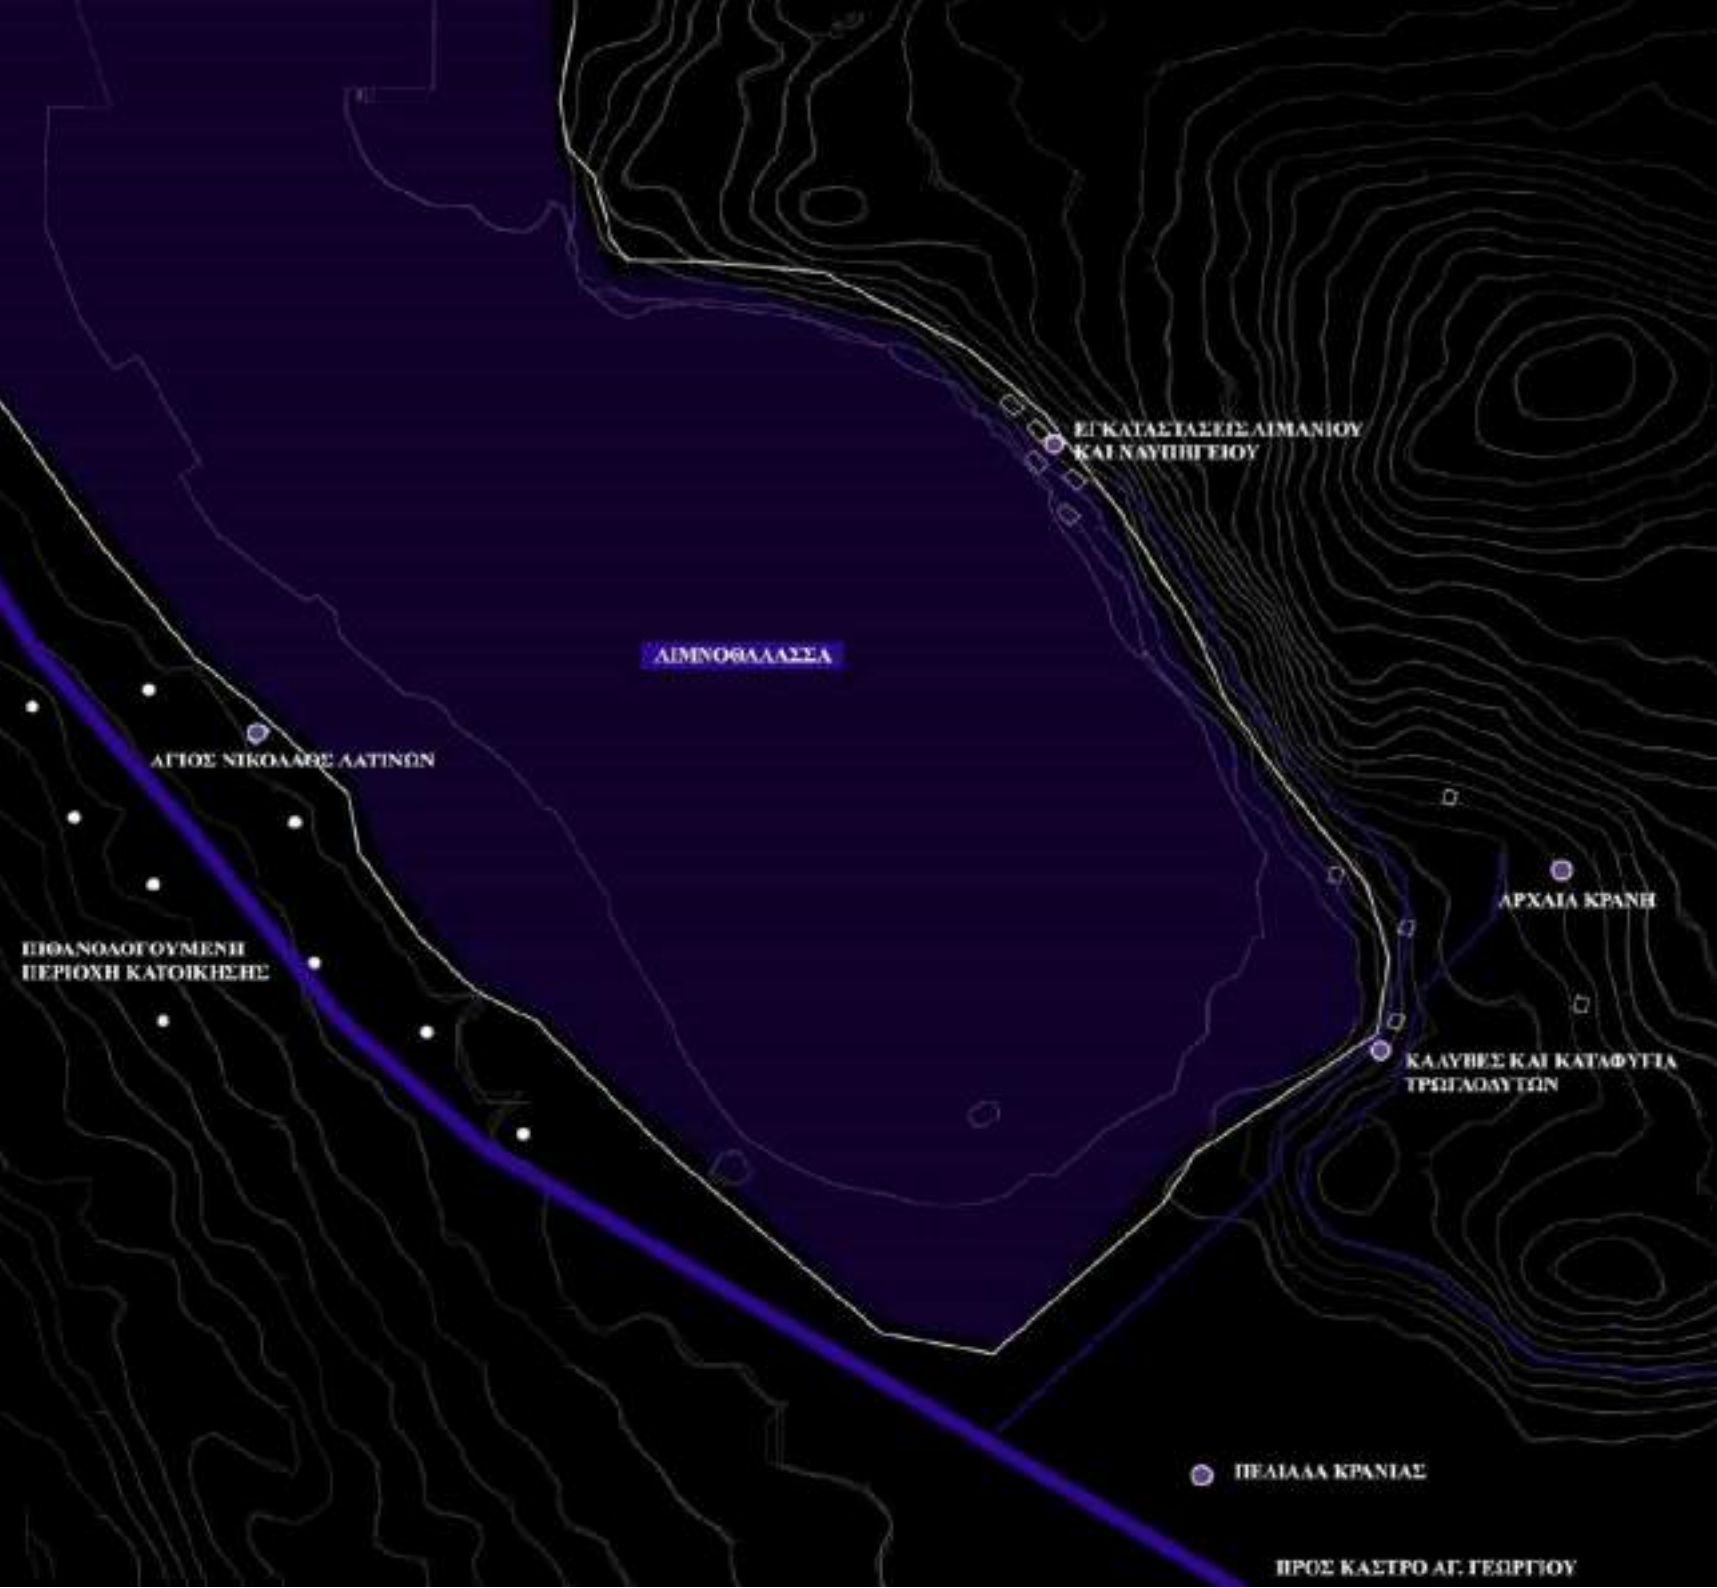 ΕΓΚΑΤΑΣΤΑΣΕΙΣ ΛΙΜΑΝΙΟΥ
ΚΑΙ ΝΑΥΠΗΓΕΙΟΥ
ΛΙΜΝΟΘΑΛΑΣΣΑ
ΑΓΙΟΣ ΝΙΚΟΛΑΟΣ ΛΑΤΙΝΩΝ
ΑΡΧΑΙΑ ΚΡΑΝΗ
ΠΙΘΑΝΟΛΟΓΟΥΜΕΝΗ
ΠΕΡΙΟΧΗ ΚΑΤΟΙΚΗΣΗΣ
ΚΑΛΥΒΕΣ ΚΑΙ ΚΑΤΑΦΥΓΙΑ
ΤΡΩΓΛΟΔΥΤΩΝ
ΠΕΔΙΑΔΑ ΚΡΑΝΙΑΣ
ΠΡΟΣ ΚΑΣΤΡΟ ΑΓ. ΓΕΩΡΓΙΟΥ